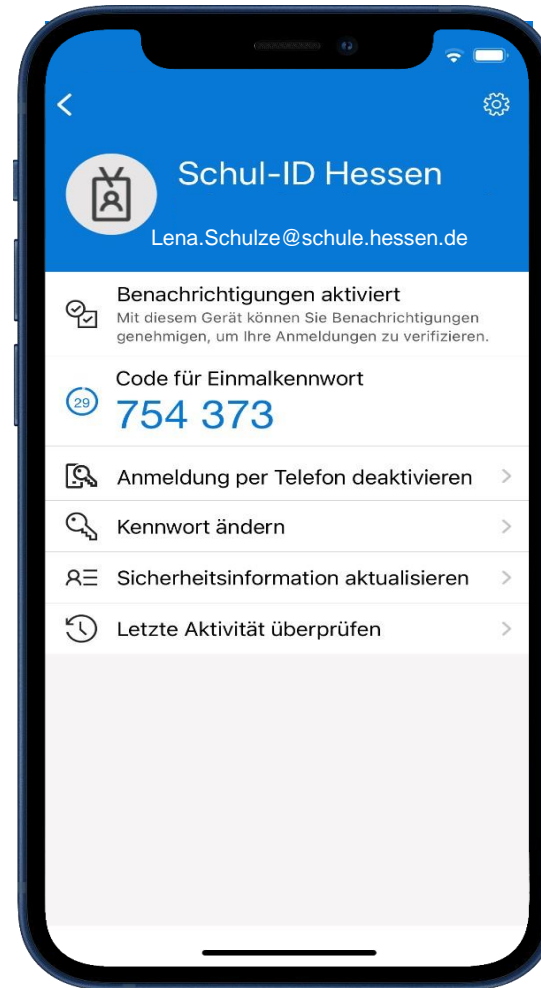 Schul-ID Hessen
Lena.Schulze@schule.hessen.de
Benachrichtigungen aktiviert
Mit diesem Gerät können Sie Benachrichtigungen
genehmigen, um Ihre Anmeldungen zu verifizieren.
Code für Einmalkennwort
29
754 373
Anmeldung per Telefon deaktivieren
Kennwort ändern
Sicherheitsinformation aktualisieren
Letzte Aktivität überprüfen